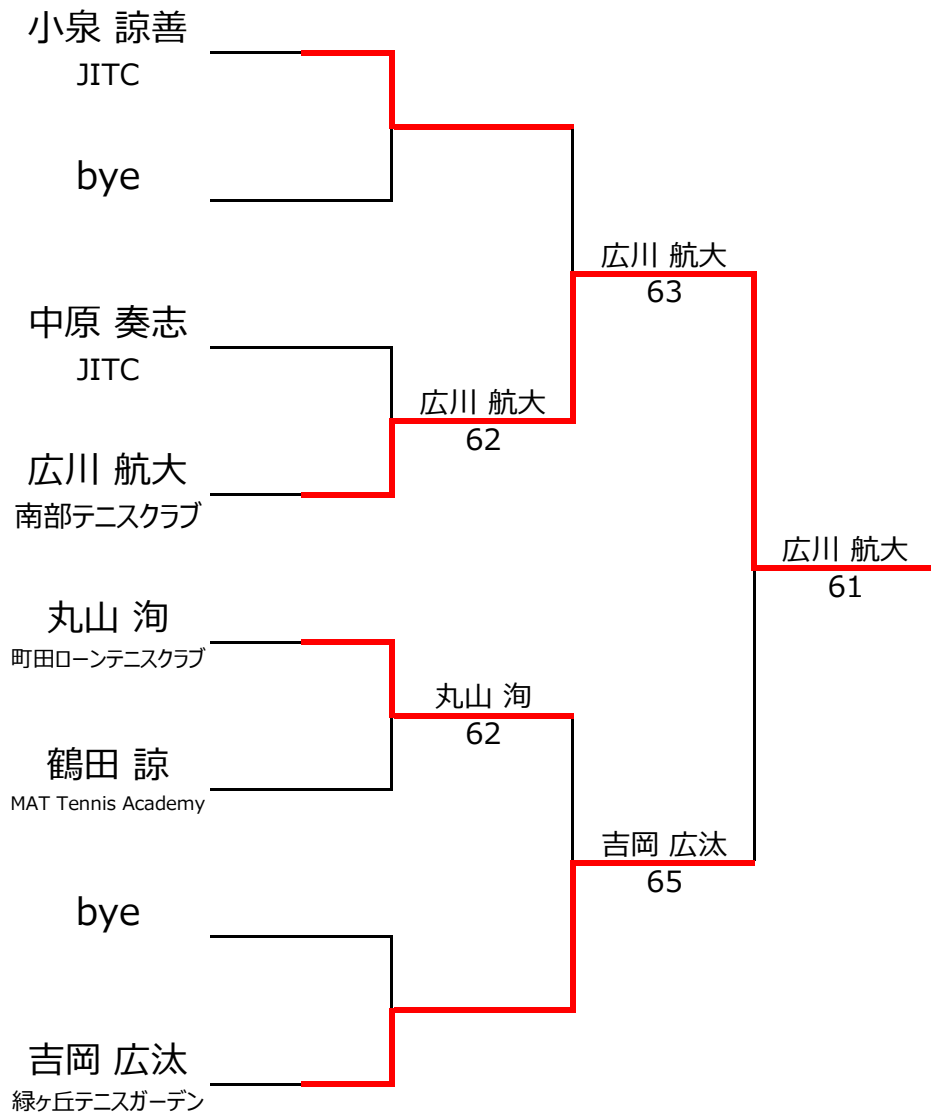 小泉 諒善
JITC
bye
広川 航大
63
中原 奏志
JITC
広川 航大
62
広川 航大
南部テニスクラブ
広川 航大
61
丸山 洵
町田ローンテニスクラブ
丸山 洵
62
鶴田 諒
MAT Tennis Academy
吉岡 広汰
65
bye
吉岡 広汰
緑ヶ丘テニスガーデン